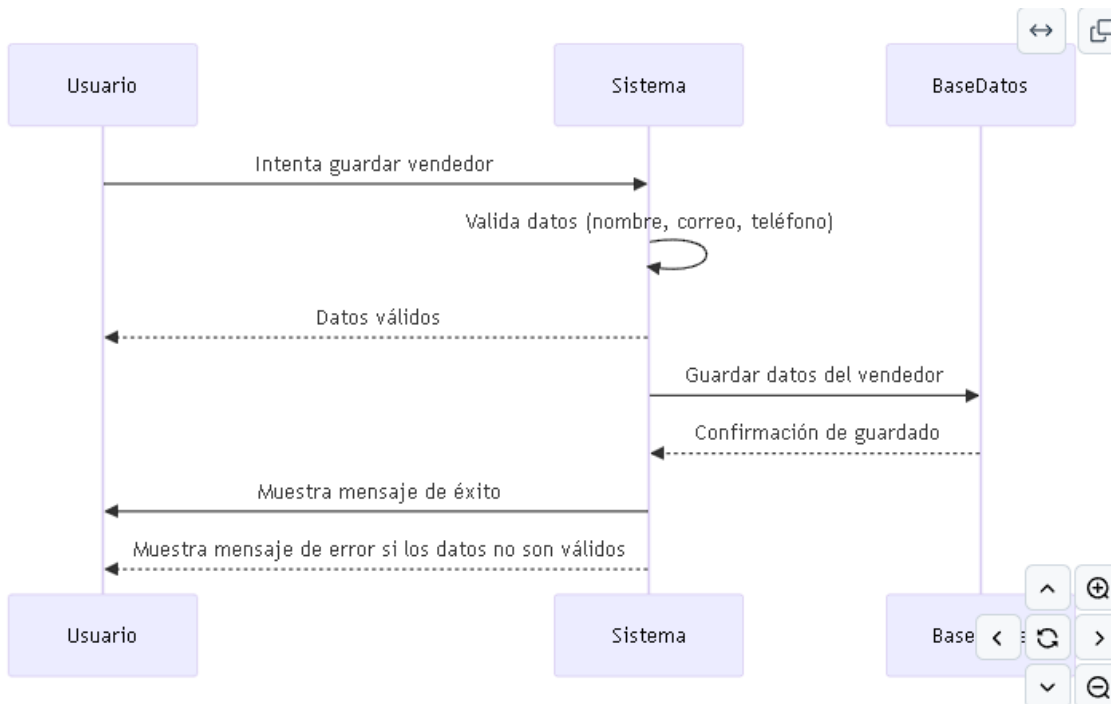 Usuario
Sistema
BaseDatos
Intenta guardar vendedor
Valida datos (nombre, correo, teléfono)
Datos válidos
Guardar datos del vendedor
Confirmación de guardado
Muestra mensaje de éxito
Muestra mensaje de error si los datos no son válidos
Usuario
Sistema